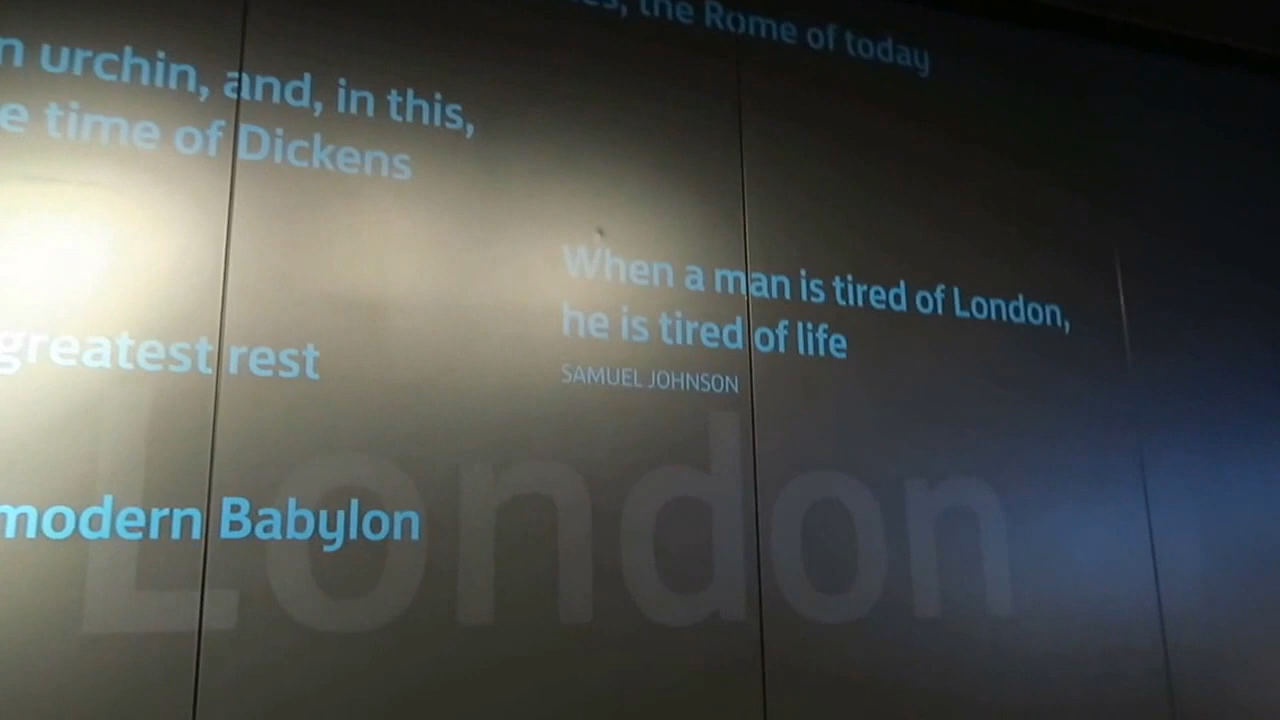 the Rome of today
urchin, and, in this,
time of Dickens
When a man is tired of London,
he is tired of life
SAMUEL JOHNSON
greatest rest
modern Babylon
London